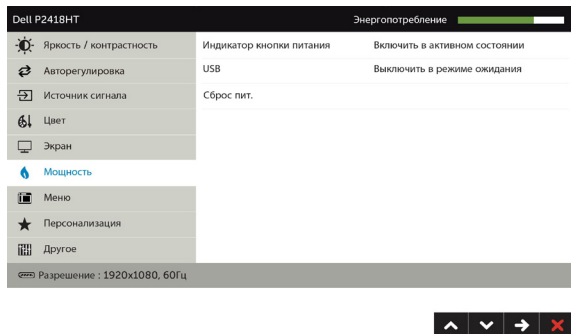 Dell P2418HT Энергопотребление
Яркость / контрастность Индикатор кнопки питания Включить в активном состоянии
Авторегулировка USB Выключить в режиме ожидания
Источник сигнала Сброс пит.
Цвет
Экран
Мощность
Меню
Персонализация
Другое
Разрешение : 1920x1080, 60Гц